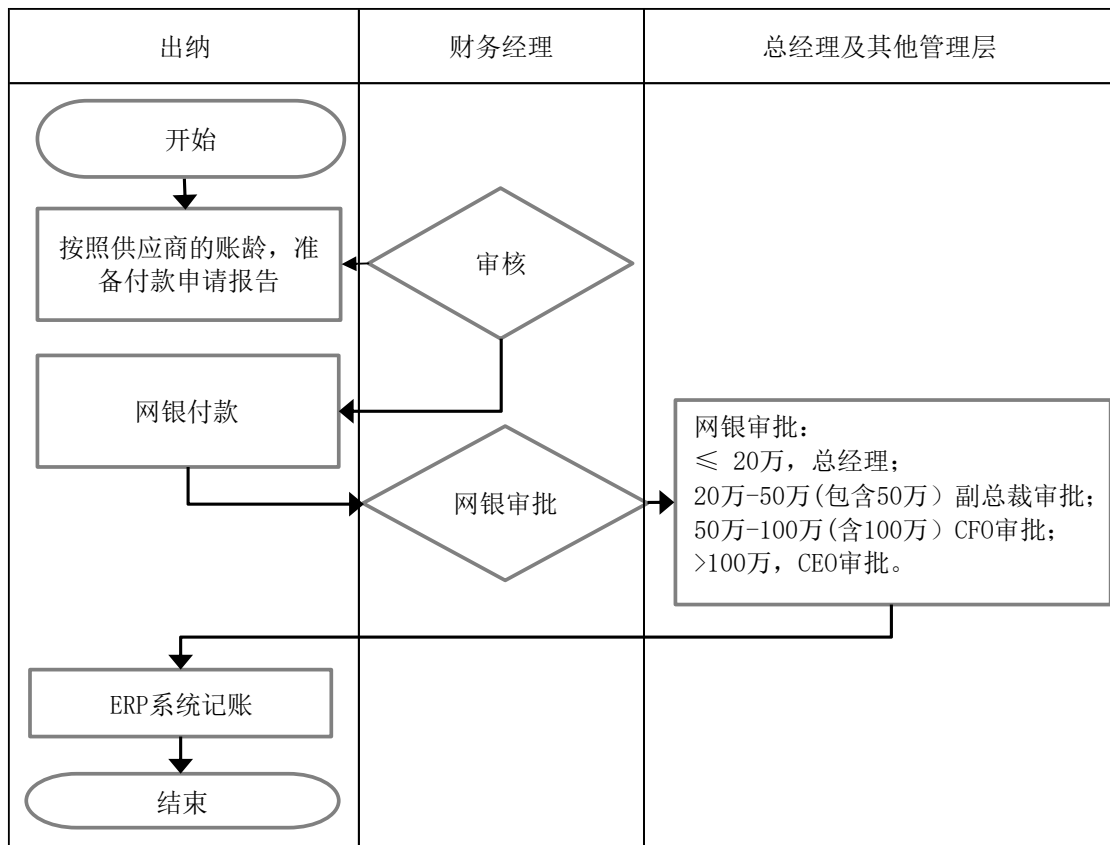 出纳
财务经理
总经理及其他管理层
开始
按照供应商的账龄，准
备付款申请报告
审核
网银付款
网银审批
网银审批：
≤ 20万，总经理；
20万-50万(包含50万）副总裁审批；
50万-100万(含100万）CFO审批；
>100万，CEO审批。
ERP系统记账
结束